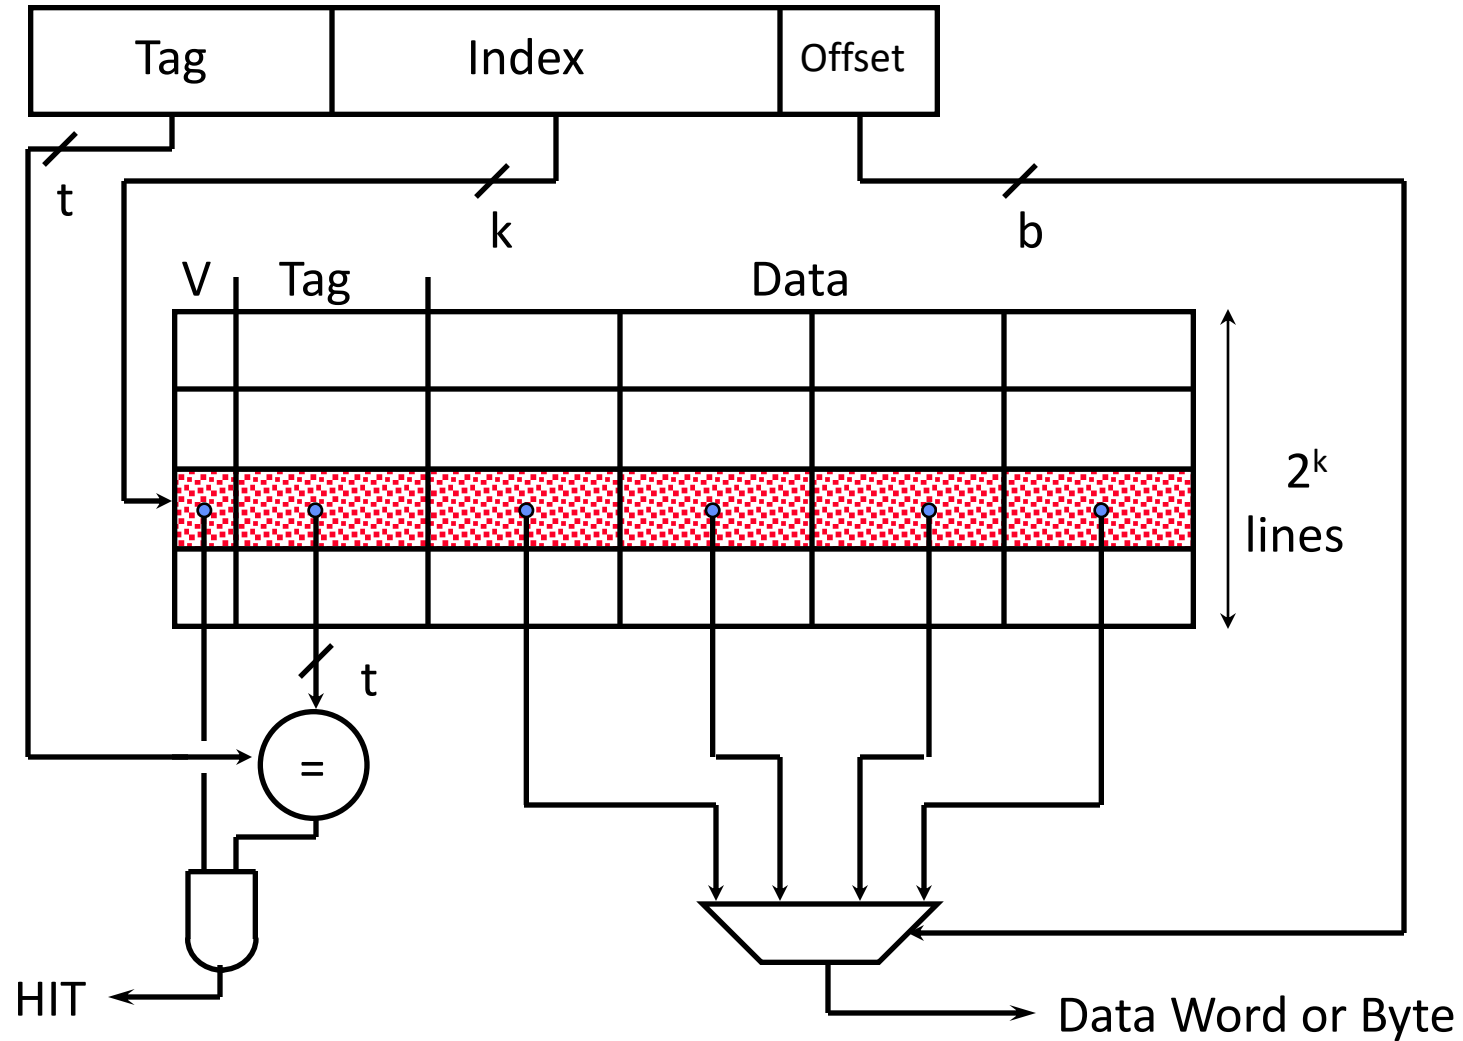 Tag Index Offset
t
k
b
V Tag Data
2ᵏ
lines
t
=
HIT
Data Word or Byte